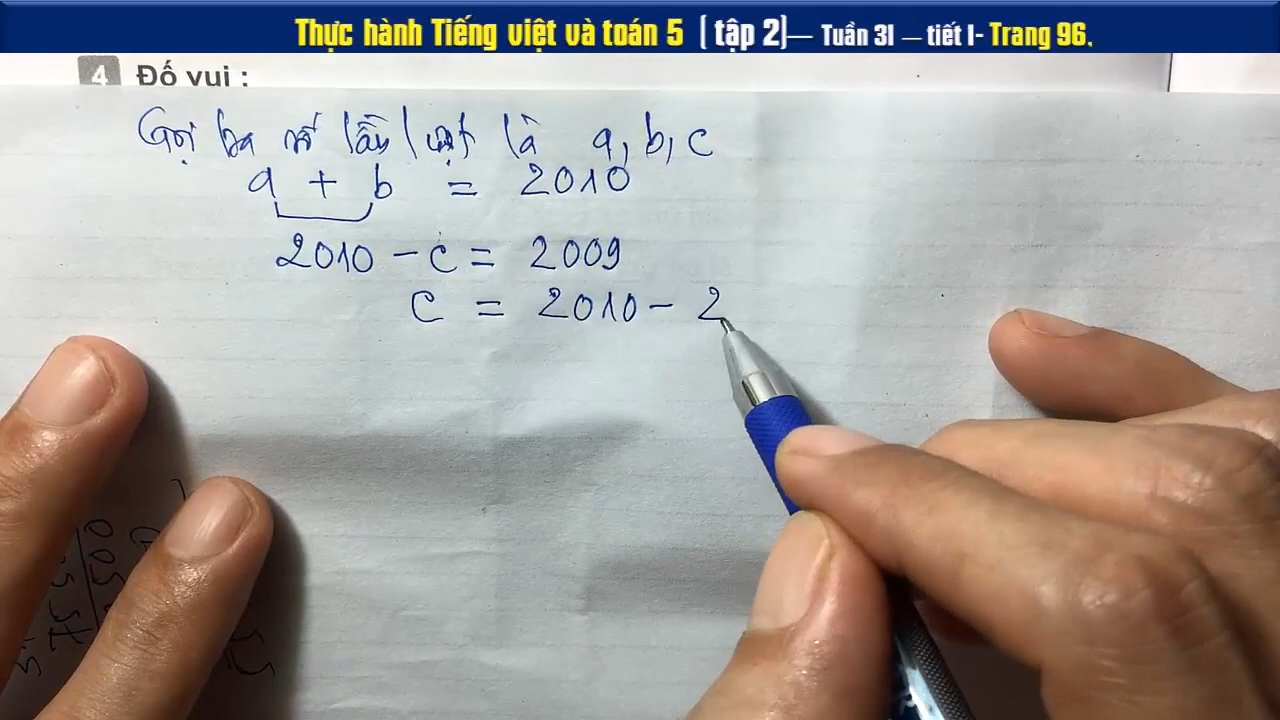 Thực hành Tiếng việt và toán 5 ( tập 2)— Tuần 31 – tiết 1- Trang 96.
4 Đố vui :
Gọi ba số lần lượt là a, b, c
a + b = 2010
2010 - c = 2009
c = 2010 - 2